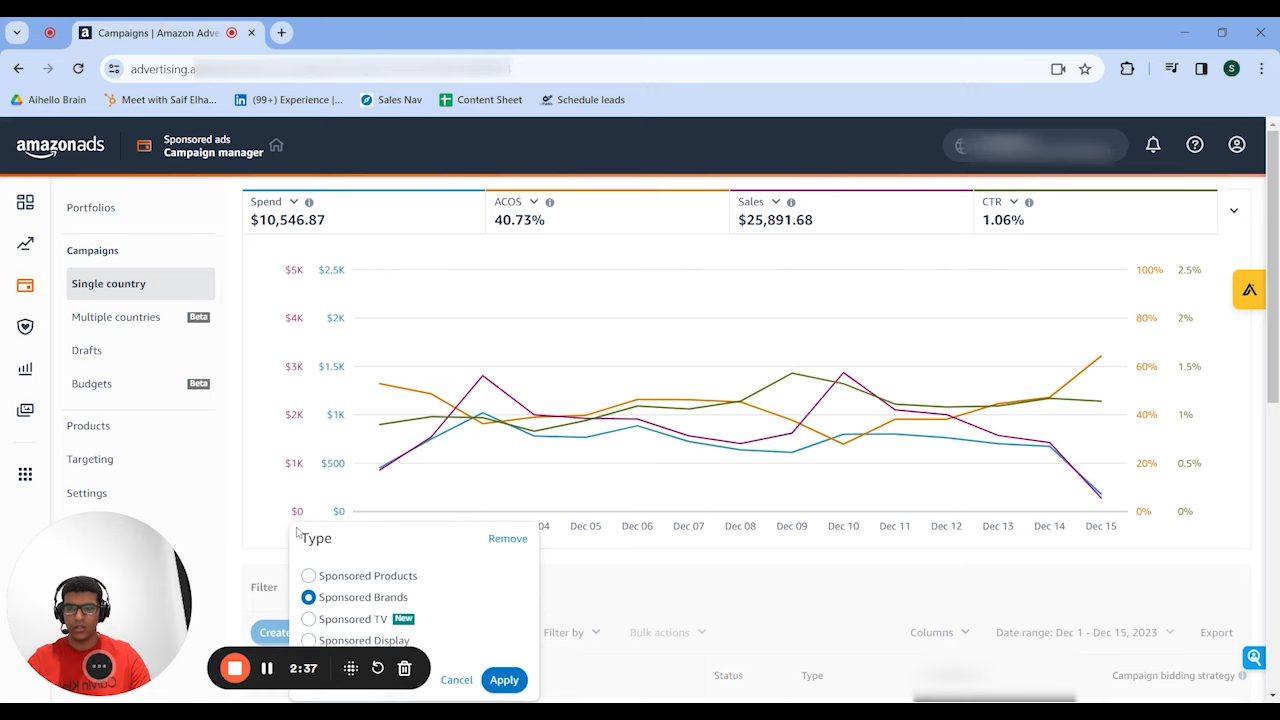 Campaigns | Amazon Adve
advertising.a
Aihello Brain
Meet with Saif Elha...
(99+) Experience |...
Sales Nav
Content Sheet
Schedule leads
S
amazonads
Sponsored ads
Campaign manager
Portfolios
Campaigns
Single country
Multiple countries Beta
Drafts
Budgets Beta
Products
Targeting
Settings
Spend
$10,546.87
ACOS
40.73%
Sales
$25,891.68
CTR
1.06%
$5K $2.5K 100% 2.5%
$4K $2K 80% 2%
$3K $1.5K 60% 1.5%
$2K $1K 40% 1%
$1K $500 20% 0.5%
$0 $0 0% 0%
04 Dec 05 Dec 06 Dec 07 Dec 08 Dec 09 Dec 10 Dec 11 Dec 12 Dec 13 Dec 14 Dec 15
Type Remove
Sponsored Products
Sponsored Brands
Sponsored TV New
Sponsored Display
Cancel Apply
2:37
Filter
Create
Filter by
Bulk actions
Columns
Date range: Dec 1 - Dec 15, 2023
Export
Status
Type
Campaign bidding strategy